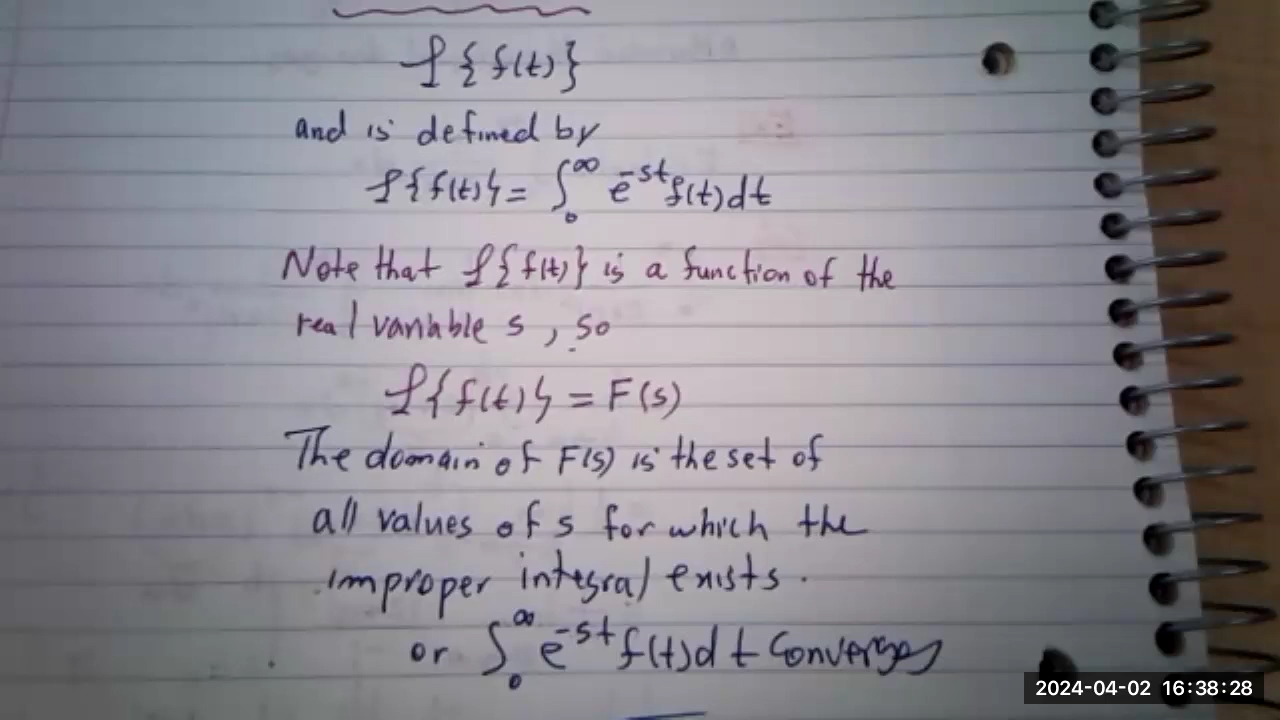 ℒ{f(t)}
and is defined by
ℒ{f(t)} = ∫₀^∞ e^-st f(t)dt
Note that ℒ{f(t)} is a function of the
real variable s, so
ℒ{f(t)} = F(s)
The domain of F(s) is the set of
all values of s for which the
improper integral exists.
or ∫₀^∞ e^-st f(t)dt Converges
2024-04-02 16:38:28